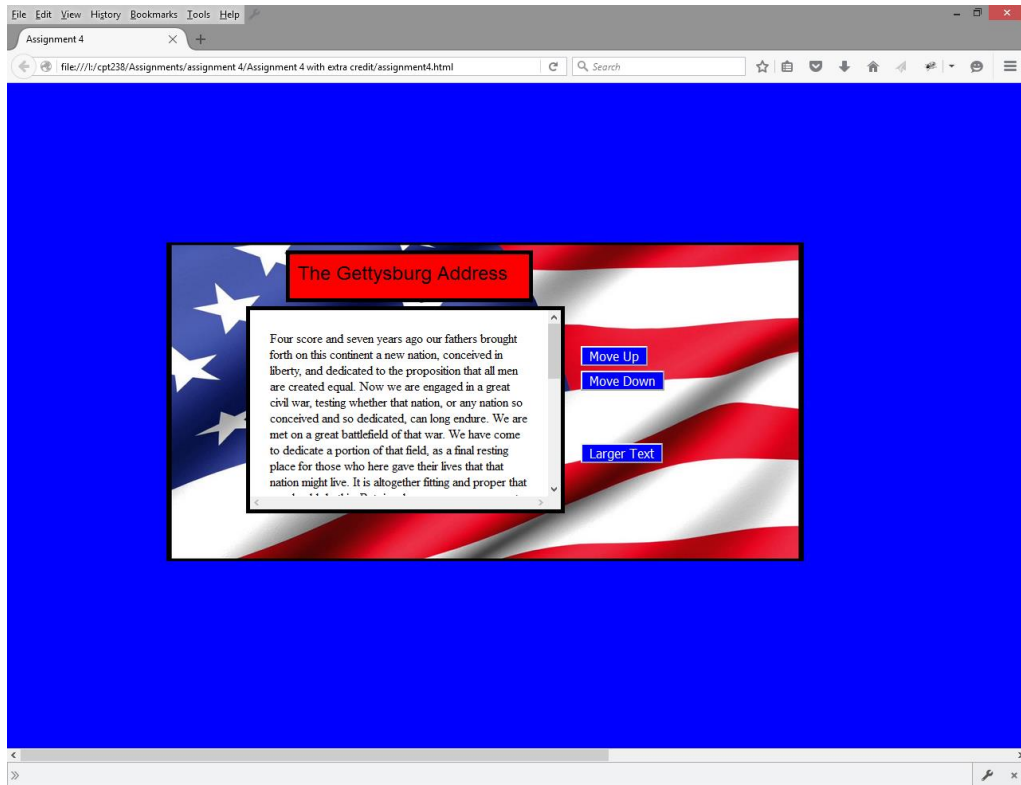 File Edit View History Bookmarks Tools Help
Assignment 4
file:///I:/cpt238/Assignments/assignment 4/Assignment 4 with extra credit/assignment4.html
Search
The Gettysburg Address
Four score and seven years ago our fathers brought
forth on this continent a new nation, conceived in
liberty, and dedicated to the proposition that all men
are created equal. Now we are engaged in a great
civil war, testing whether that nation, or any nation so
conceived and so dedicated, can long endure. We are
met on a great battlefield of that war. We have come
to dedicate a portion of that field, as a final resting
place for those who here gave their lives that that
nation might live. It is altogether fitting and proper that
Move Up
Move Down
Larger Text